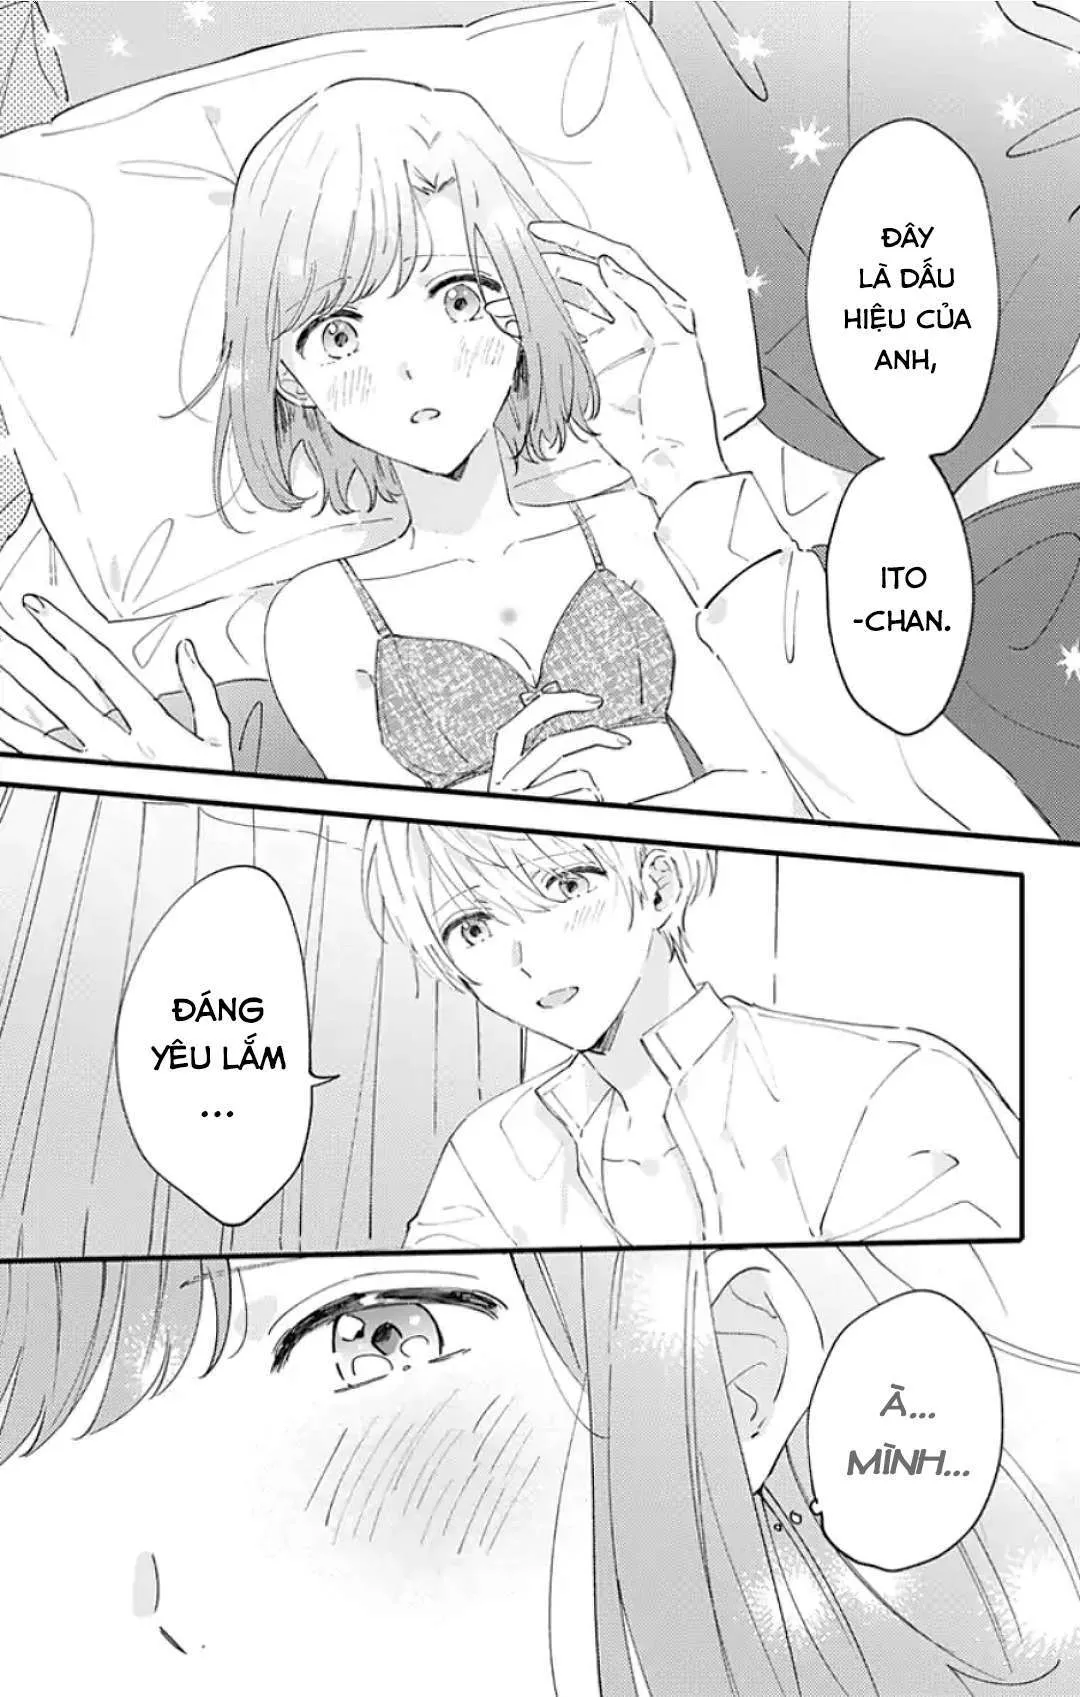 ĐÂY
LÀ DẤU
HIỆU CỦA
ANH,
ITO
-CHAN.
ĐÁNG
YÊU LẮM
...
À...
MÌNH...